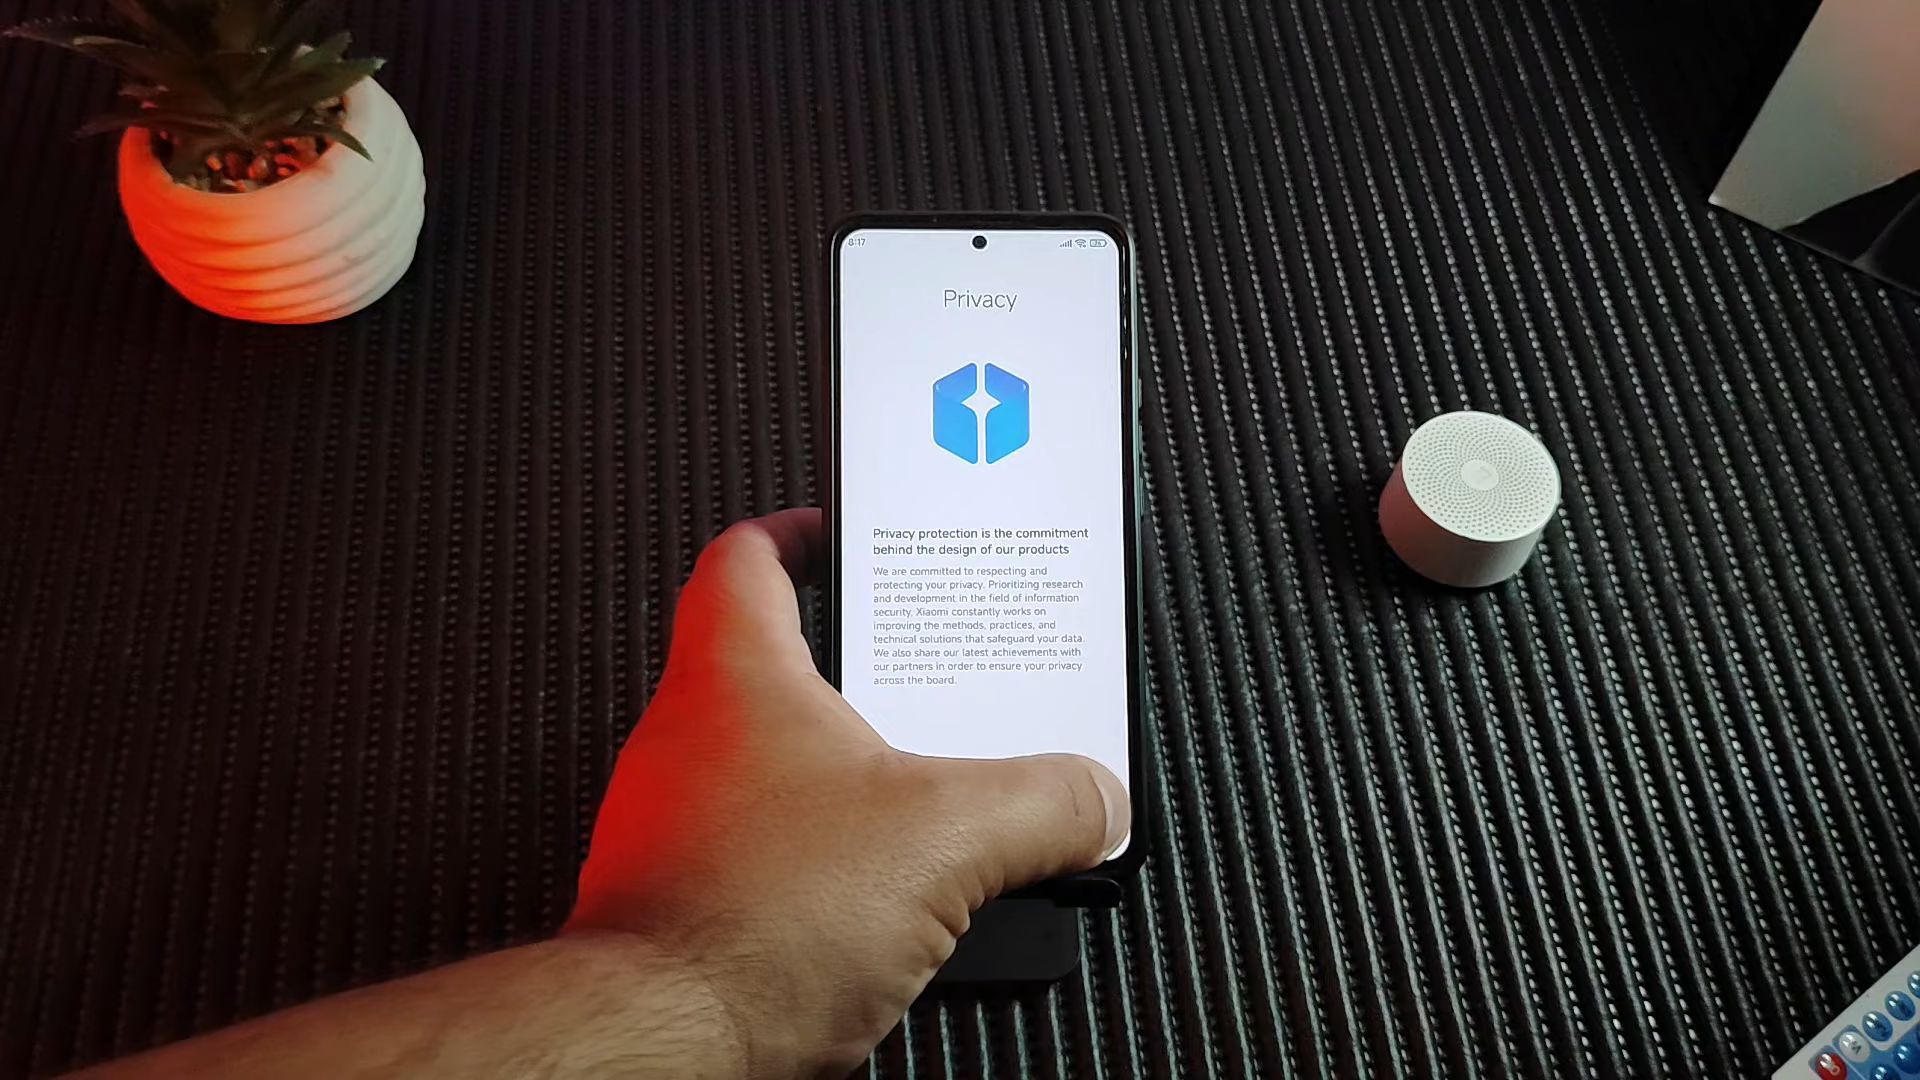 8:17
Privacy
Privacy protection is the commitment
behind the design of our products
We are committed to respecting and
protecting your privacy. Prioritizing research
and development in the field of information
security, Xiaomi constantly works on
improving the methods, practices, and
technical solutions that safeguard your data.
We also share our latest achievements with
our partners in order to ensure your privacy
across the board.